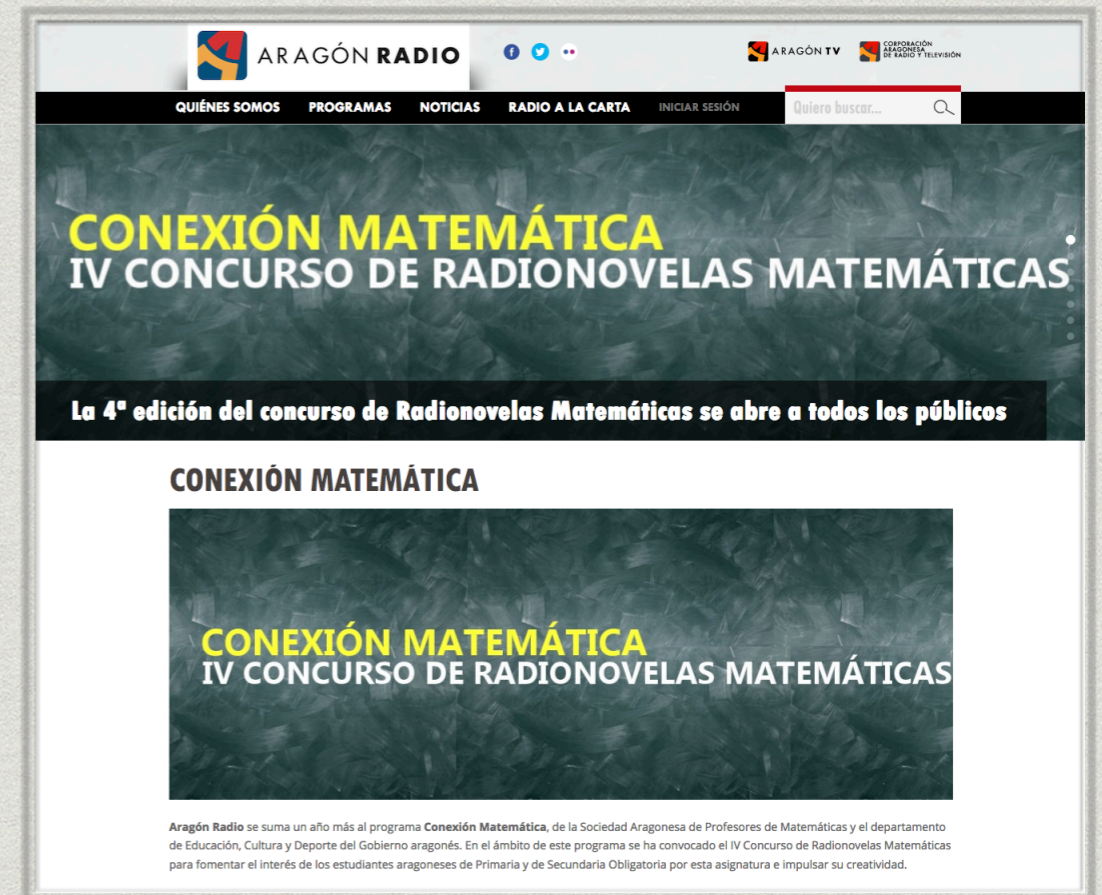 ARAGÓN RADIO
ARAGÓN TV
CORPORACIÓN
ARAGONESA
DE RADIO Y TELEVISIÓN
QUIÉNES SOMOS PROGRAMAS NOTICIAS RADIO A LA CARTA INICIAR SESIÓN Quiero buscar...
CONEXIÓN MATEMÁTICA
IV CONCURSO DE RADIONOVELAS MATEMÁTICAS
La 4ª edición del concurso de Radionovelas Matemáticas se abre a todos los públicos
CONEXIÓN MATEMÁTICA
CONEXIÓN MATEMÁTICA
IV CONCURSO DE RADIONOVELAS MATEMÁTICAS
Aragón Radio se suma un año más al programa Conexión Matemática, de la Sociedad Aragonesa de Profesores de Matemáticas y el departamento
de Educación, Cultura y Deporte del Gobierno aragonés. En el ámbito de este programa se ha convocado el IV Concurso de Radionovelas Matemáticas
para fomentar el interés de los estudiantes aragoneses de Primaria y de Secundaria Obligatoria por esta asignatura e impulsar su creatividad.